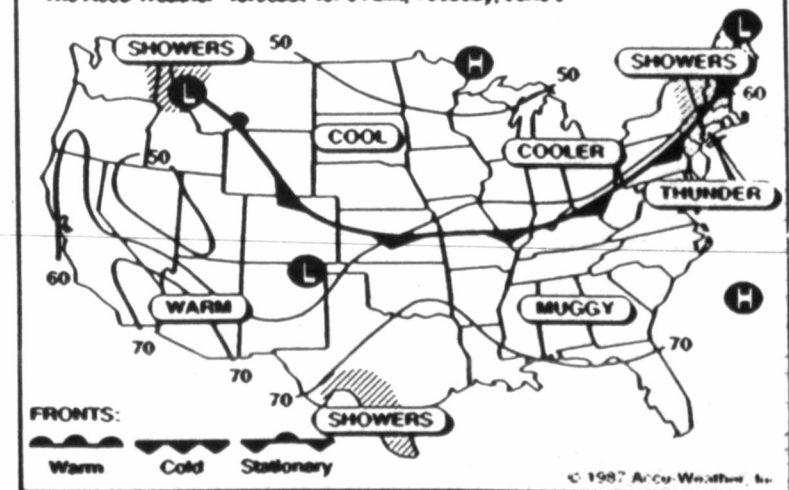 SHOWERS
50
H
L
SHOWERS
50
60
L
COOL
COOLER
50
THUNDER
60
L
WARM
MUGGY
H
70
70
70
70
SHOWERS
FRONTS:
Warm
Cold
Stationary
© 1987 Accu-Weather,